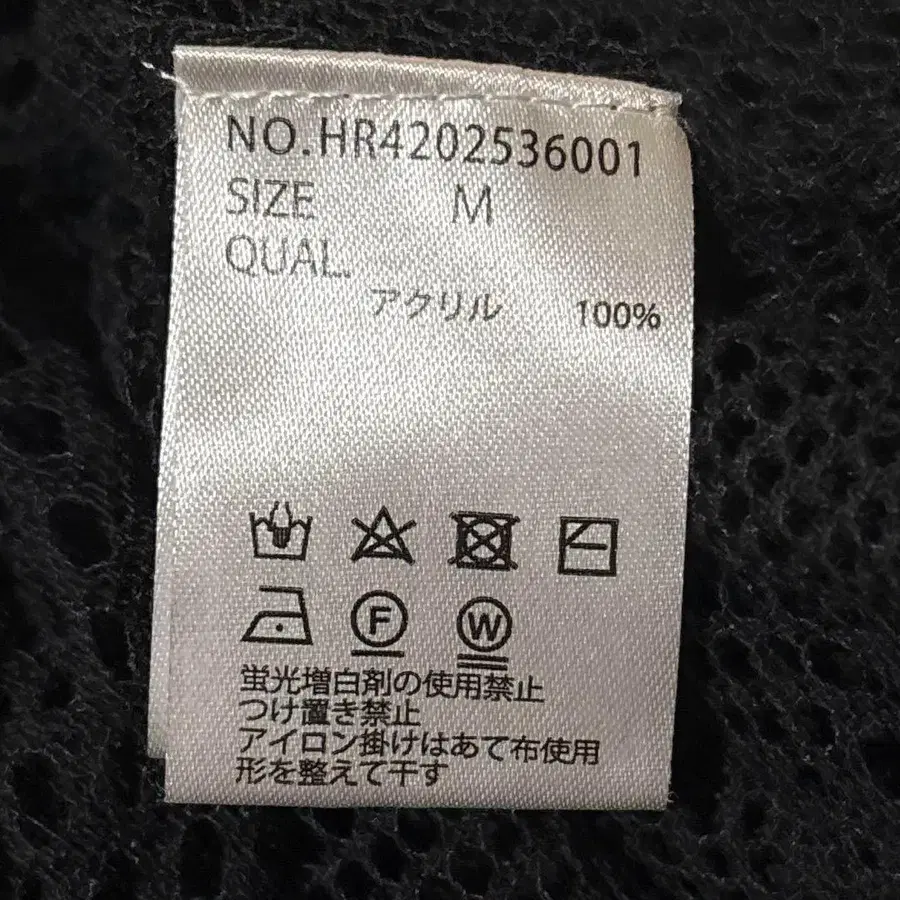 NO.HR4202536001
SIZE M
QUAL.
アクリル 100%
F W
蛍光増白剤の使用禁止
つけ置き禁止
アイロン掛けはあて布使用
形を整えて干す